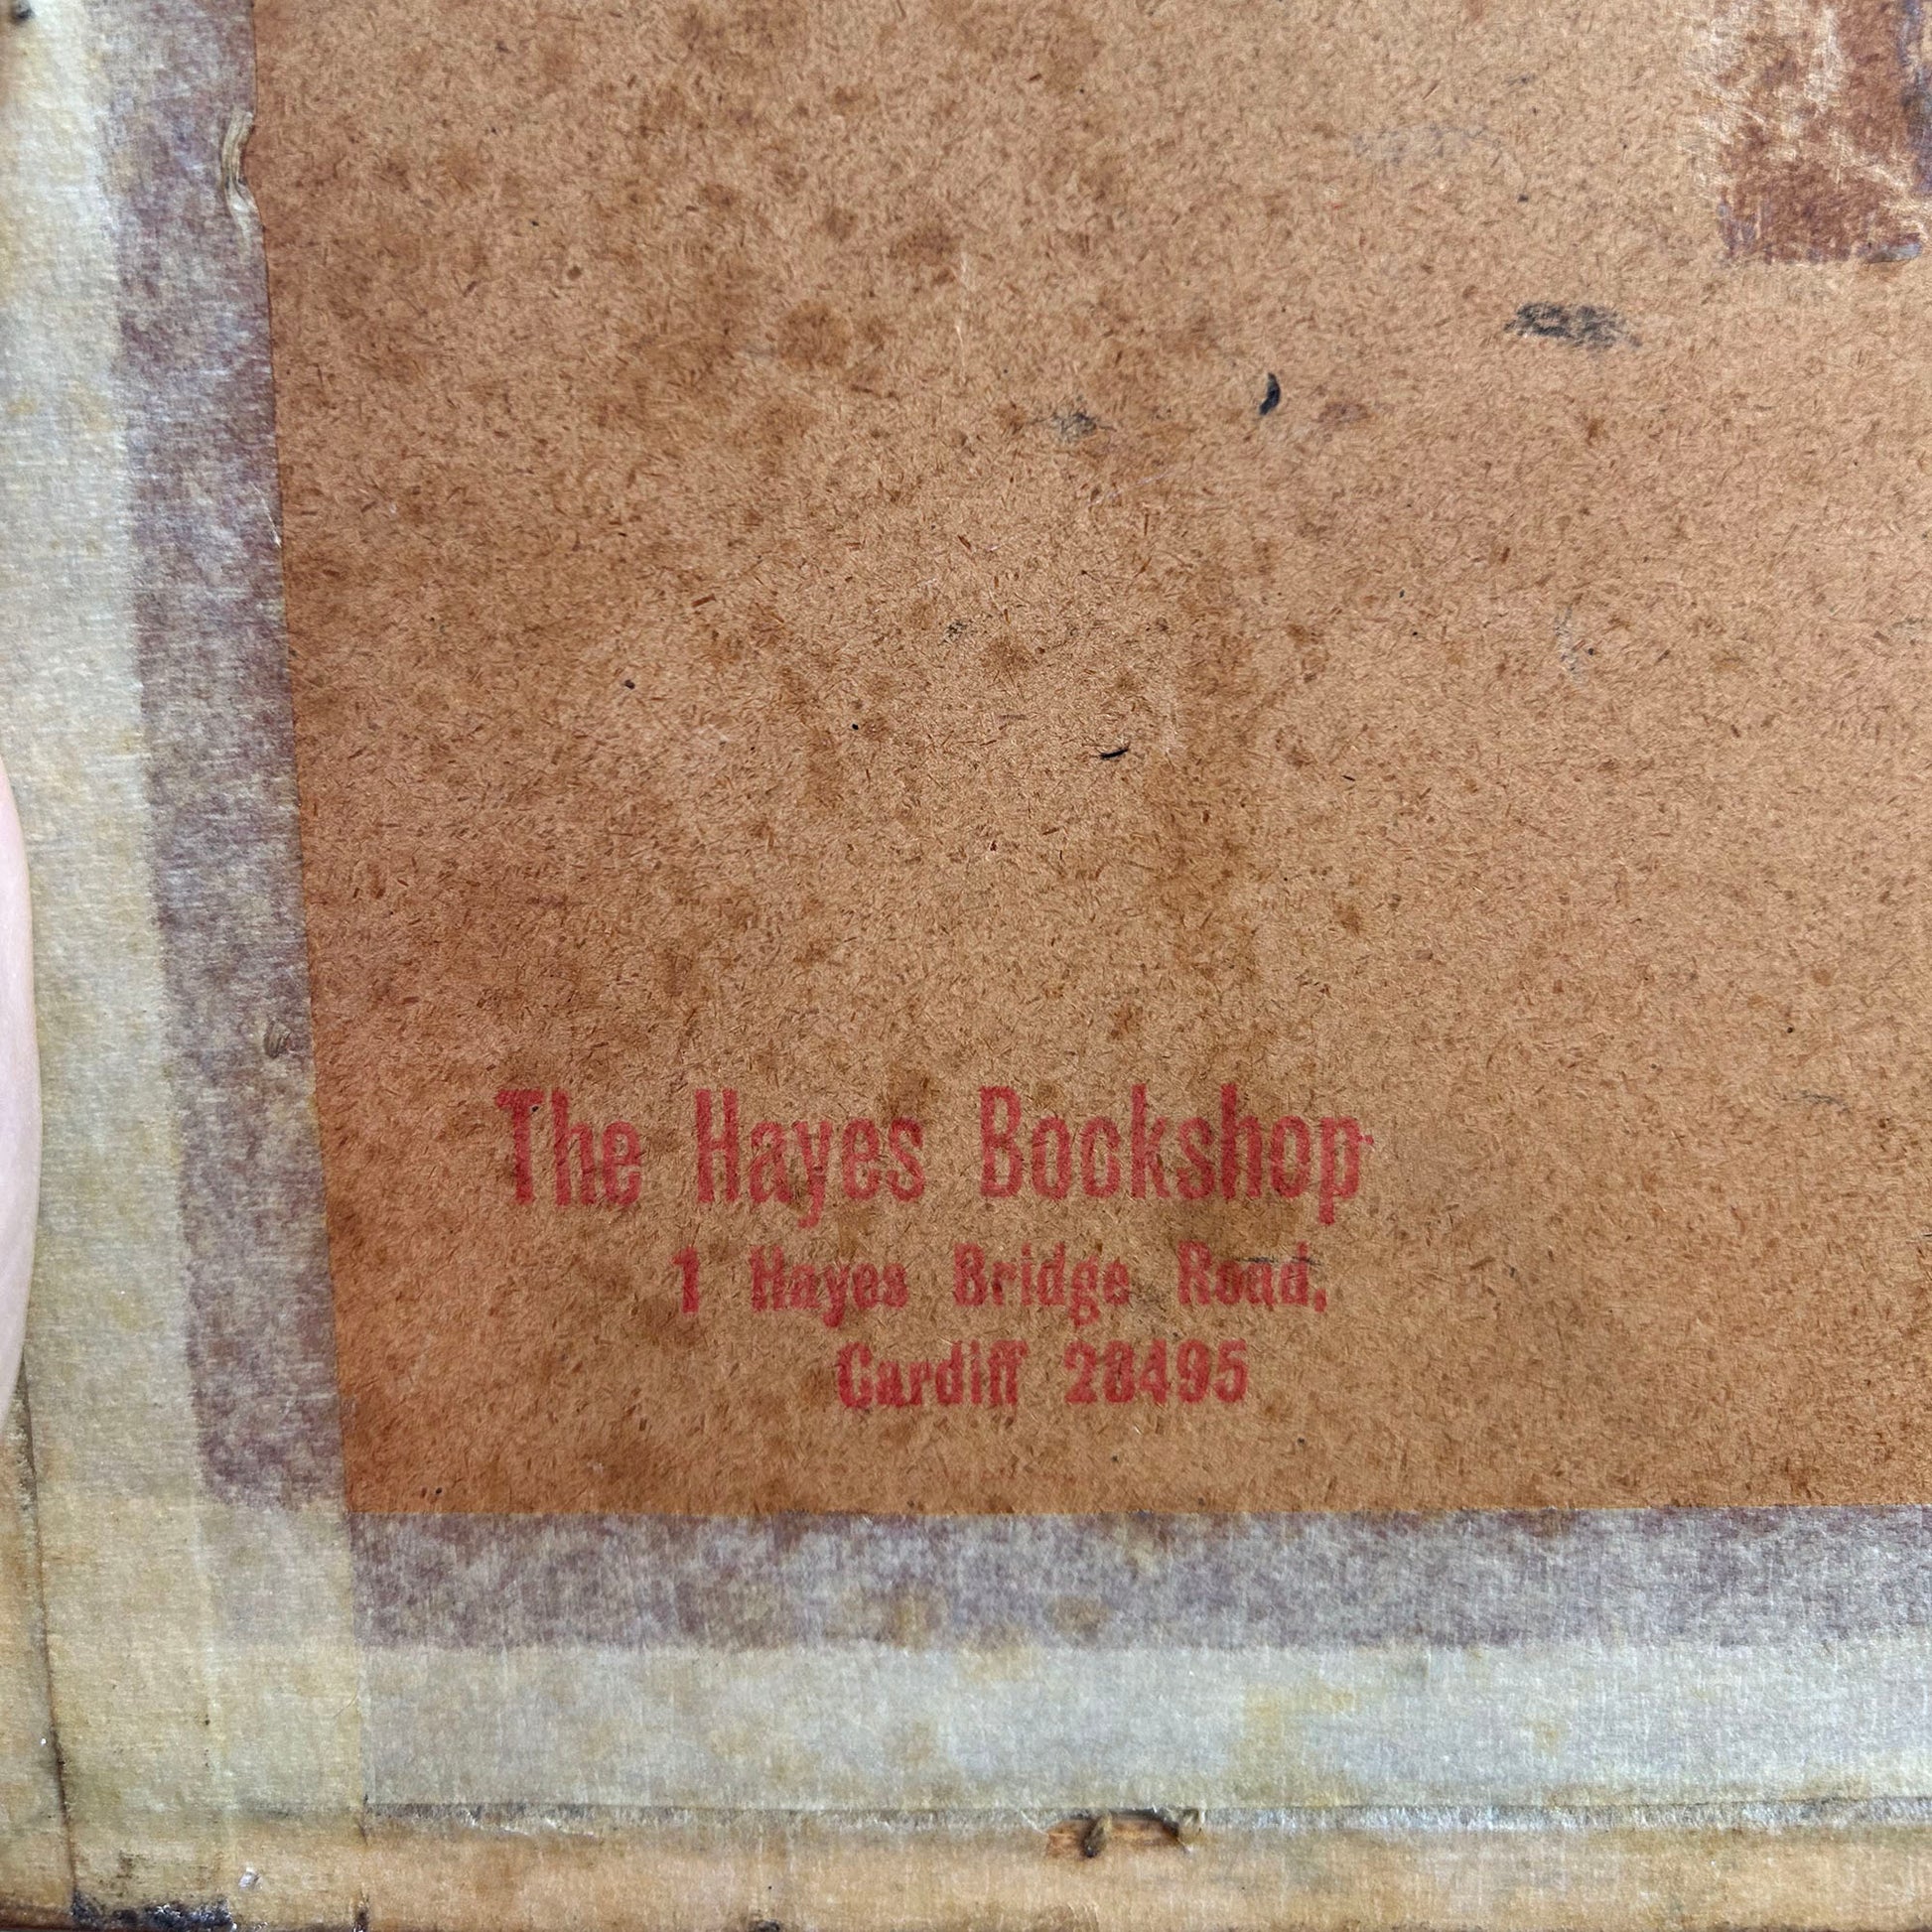 The Hayes Bookshop
1 Hayes Bridge Road,
Cardiff 28495